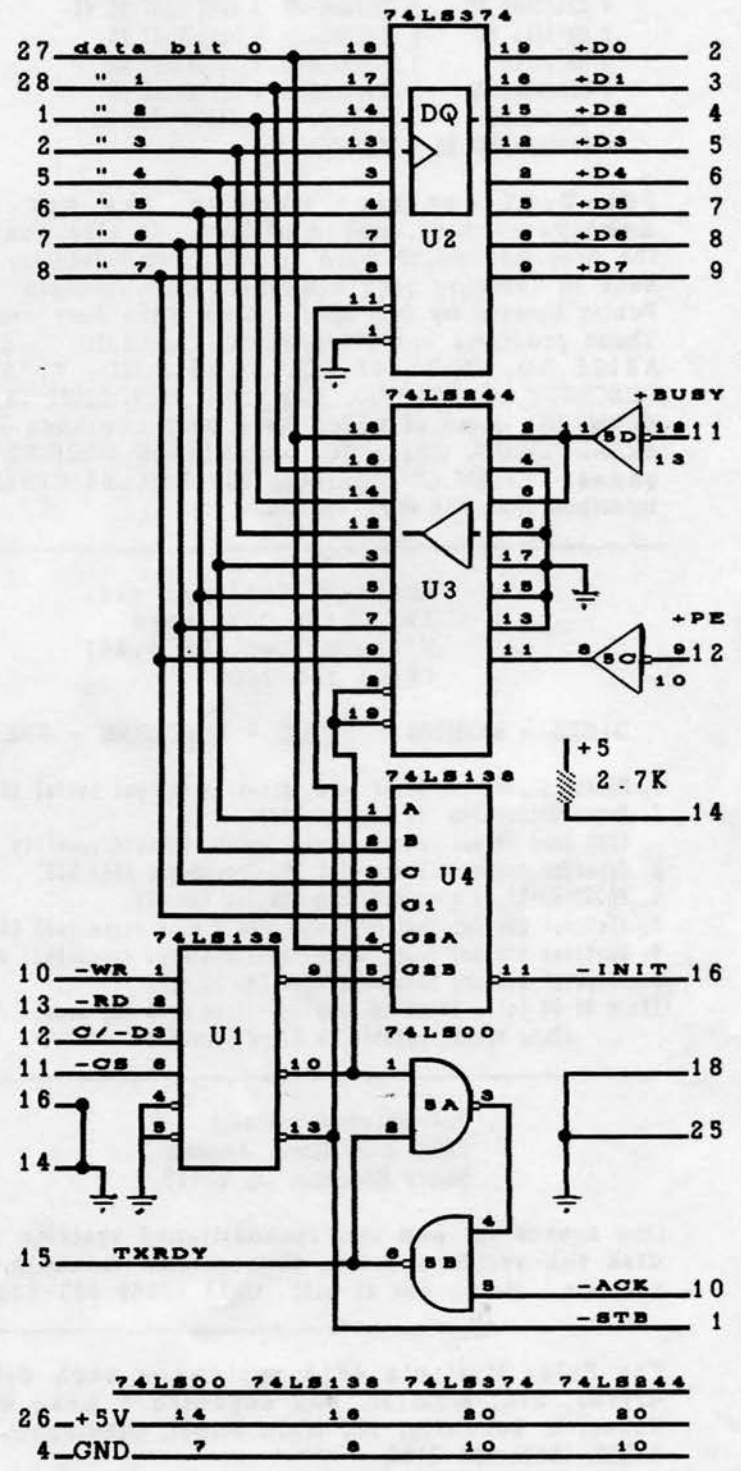 74LS374
27 data bit 0 18 19 +D0 2
28 " 1 17 16 +D1 3
1 " 2 14 DQ 15 +D2 4
2 " 3 13 12 +D3 5
5 " 4 3 2 +D4 6
6 " 5 4 5 +D5 7
7 " 6 7 U2 6 +D6 8
8 " 7 8 9 +D7 9
11
1
74LS244
+BUSY
18 2 11 5D 12 11
16 4 13
14 6
12 8
3 17
5 U3 15
7 13 +PE
9 11 8 5C 9 12
2 10
19
+5
74LS138 2.7K
1 A 14
2 B
3 C U4
6 G1
74LS138 4 G2A
10 -WR 1 9 5 G2B 11 -INIT 16
13 -RD 2
12 C/-D 3 U1 74LS00
11 -CS 6 10 1 18
16 4 5A 3
5 13 2 25
14
4
15 TXRDY 6 5B
5 -ACK 10
-STB 1
74LS00 74LS138 74LS374 74LS244
26 +5V 14 16 20 20
4 GND 7 8 10 10